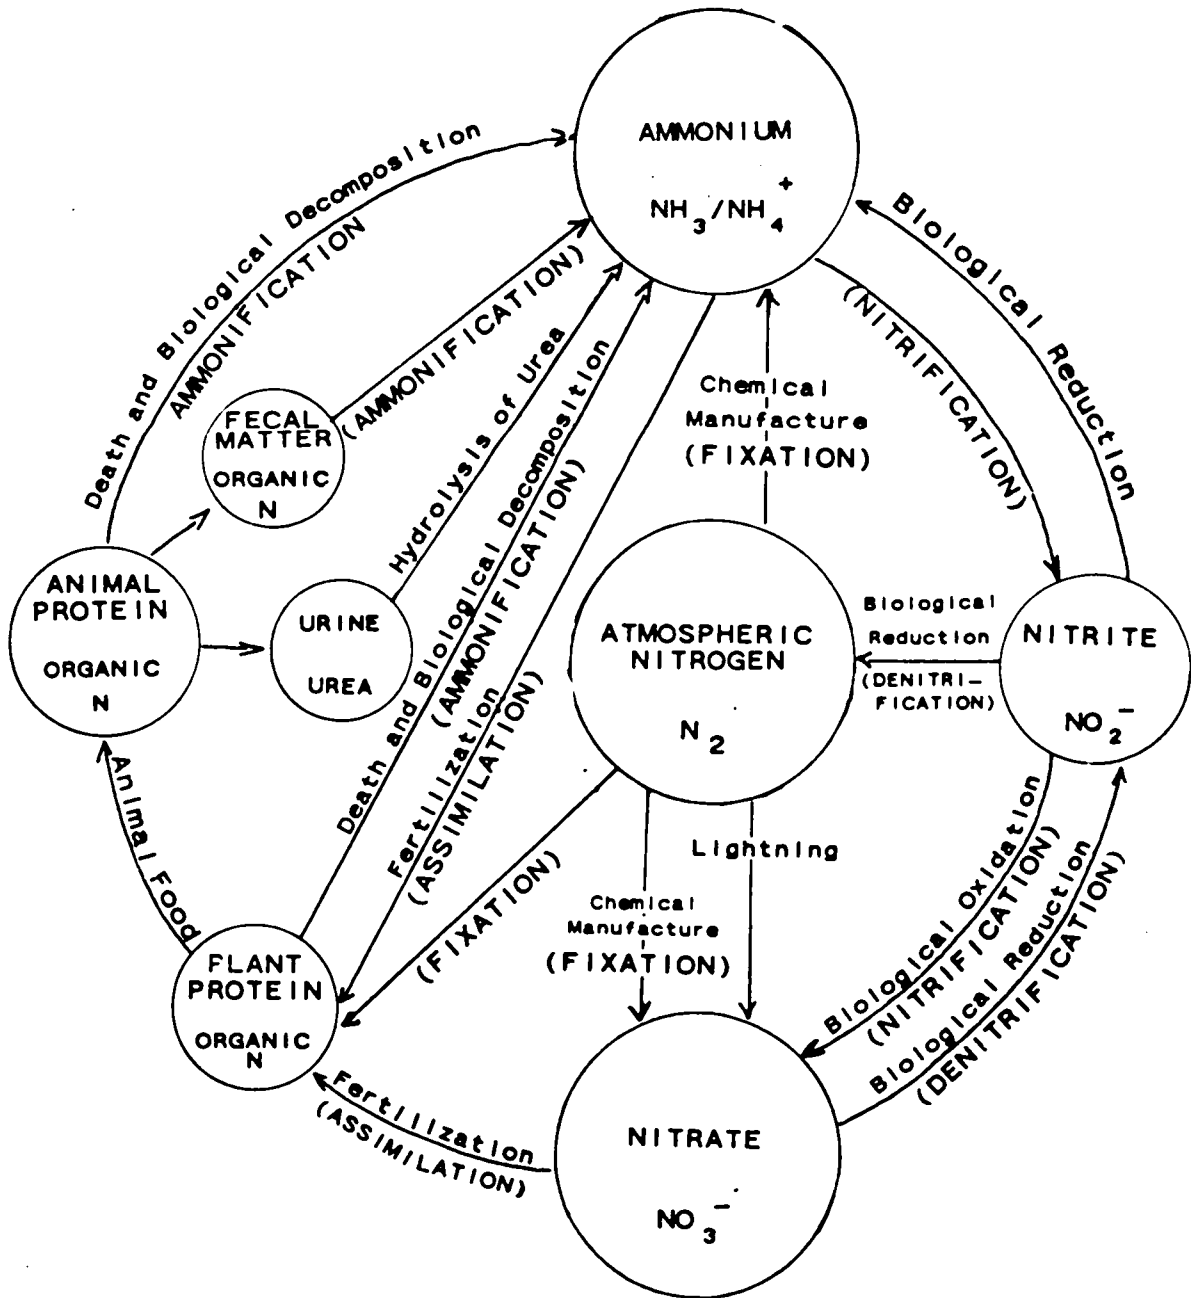 AMMONIUM
NH3/NH4+
Death and Biological Decomposition
AMMONIFICATION
(AMMONIFICATION)
Hydrolysis of Urea
Death and Biological Decomposition
(AMMONIFICATION)
Fertilization
(ASSIMILATION)
Chemical
Manufacture
(FIXATION)
(NITRIFICATION)
Biological Reduction
FECAL
MATTER
ORGANIC
N
ANIMAL
PROTEIN
ORGANIC
N
URINE
UREA
ATMOSPHERIC
NITROGEN
N2
Biological
Reduction
(DENITRI-
FICATION)
NITRITE
NO2-
Animal Food
(FIXATION)
Chemical
Manufacture
(FIXATION)
Lightning
Biological Oxidation
(NITRIFICATION)
Biological Reduction
(DENITRIFICATION)
FLANT
PROTEIN
ORGANIC
N
Fertilization
(ASSIMILATION)
NITRATE
NO3-